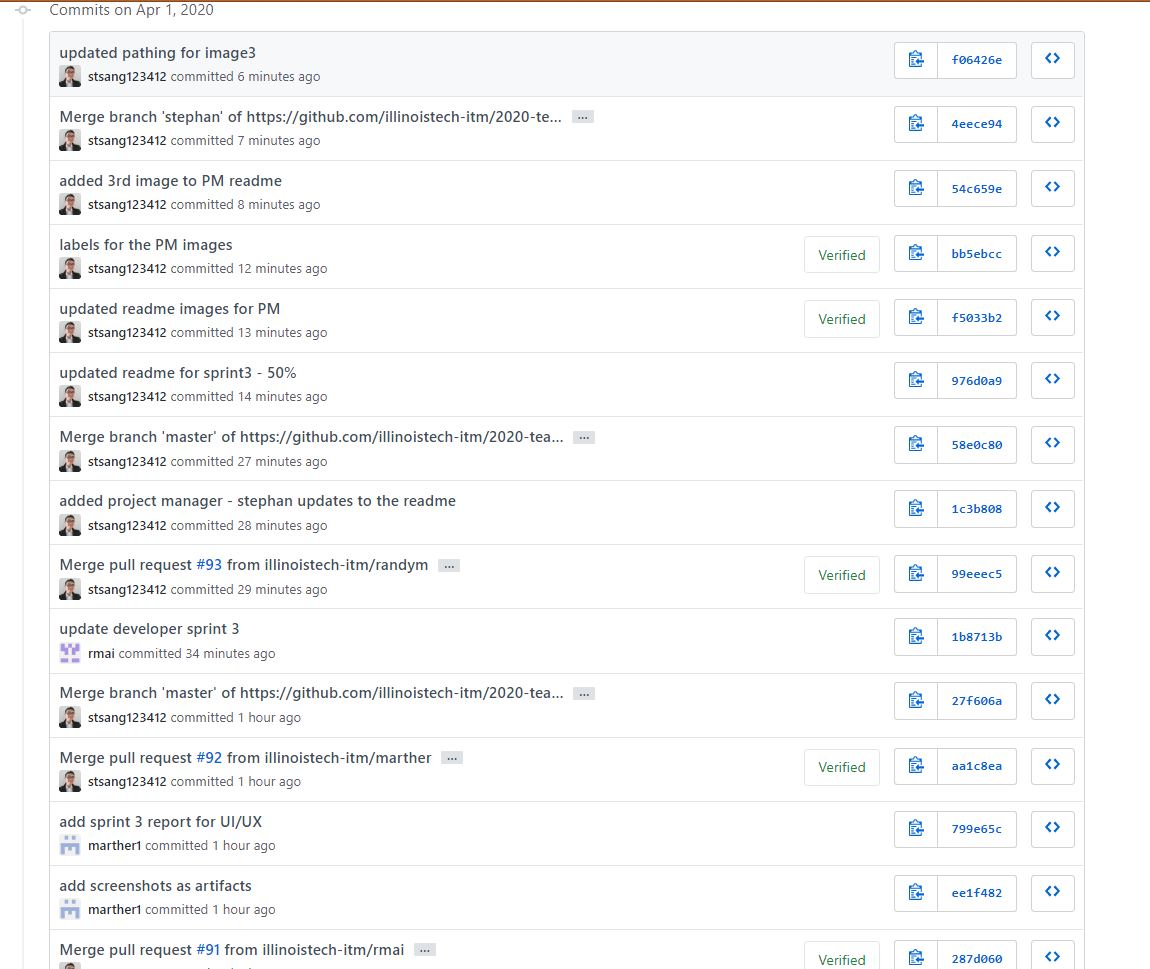 Commits on Apr 1, 2020
updated pathing for image3
stsang123412 committed 6 minutes ago
f06426e
Merge branch 'stephan' of https://github.com/illinoistech-itm/2020-te... ...
stsang123412 committed 7 minutes ago
4eece94
added 3rd image to PM readme
stsang123412 committed 8 minutes ago
54c659e
labels for the PM images
stsang123412 committed 12 minutes ago
Verified
bb5ebcc
updated readme images for PM
stsang123412 committed 13 minutes ago
Verified
f5033b2
updated readme for sprint3 - 50%
stsang123412 committed 14 minutes ago
976d0a9
Merge branch 'master' of https://github.com/illinoistech-itm/2020-tea... ...
stsang123412 committed 27 minutes ago
58e0c80
added project manager - stephan updates to the readme
stsang123412 committed 28 minutes ago
1c3b808
Merge pull request #93 from illinoistech-itm/randym ...
stsang123412 committed 29 minutes ago
Verified
99eeec5
update developer sprint 3
rmai committed 34 minutes ago
1b8713b
Merge branch 'master' of https://github.com/illinoistech-itm/2020-tea... ...
stsang123412 committed 1 hour ago
27f606a
Merge pull request #92 from illinoistech-itm/marther ...
stsang123412 committed 1 hour ago
Verified
aa1c8ea
add sprint 3 report for UI/UX
marther1 committed 1 hour ago
799e65c
add screenshots as artifacts
marther1 committed 1 hour ago
ee1f482
Merge pull request #91 from illinoistech-itm/rmai ...
Verified
287d060